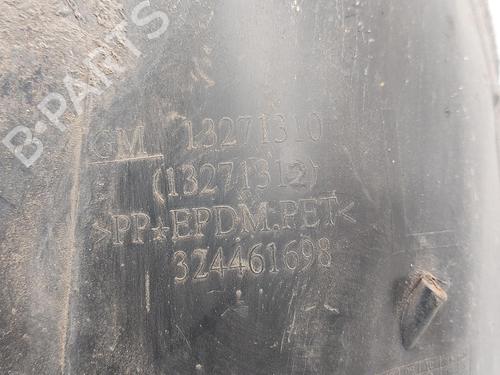 B-PARTS
GM 13271310
(13271312)
>PP*EPDM.PET<
324461698